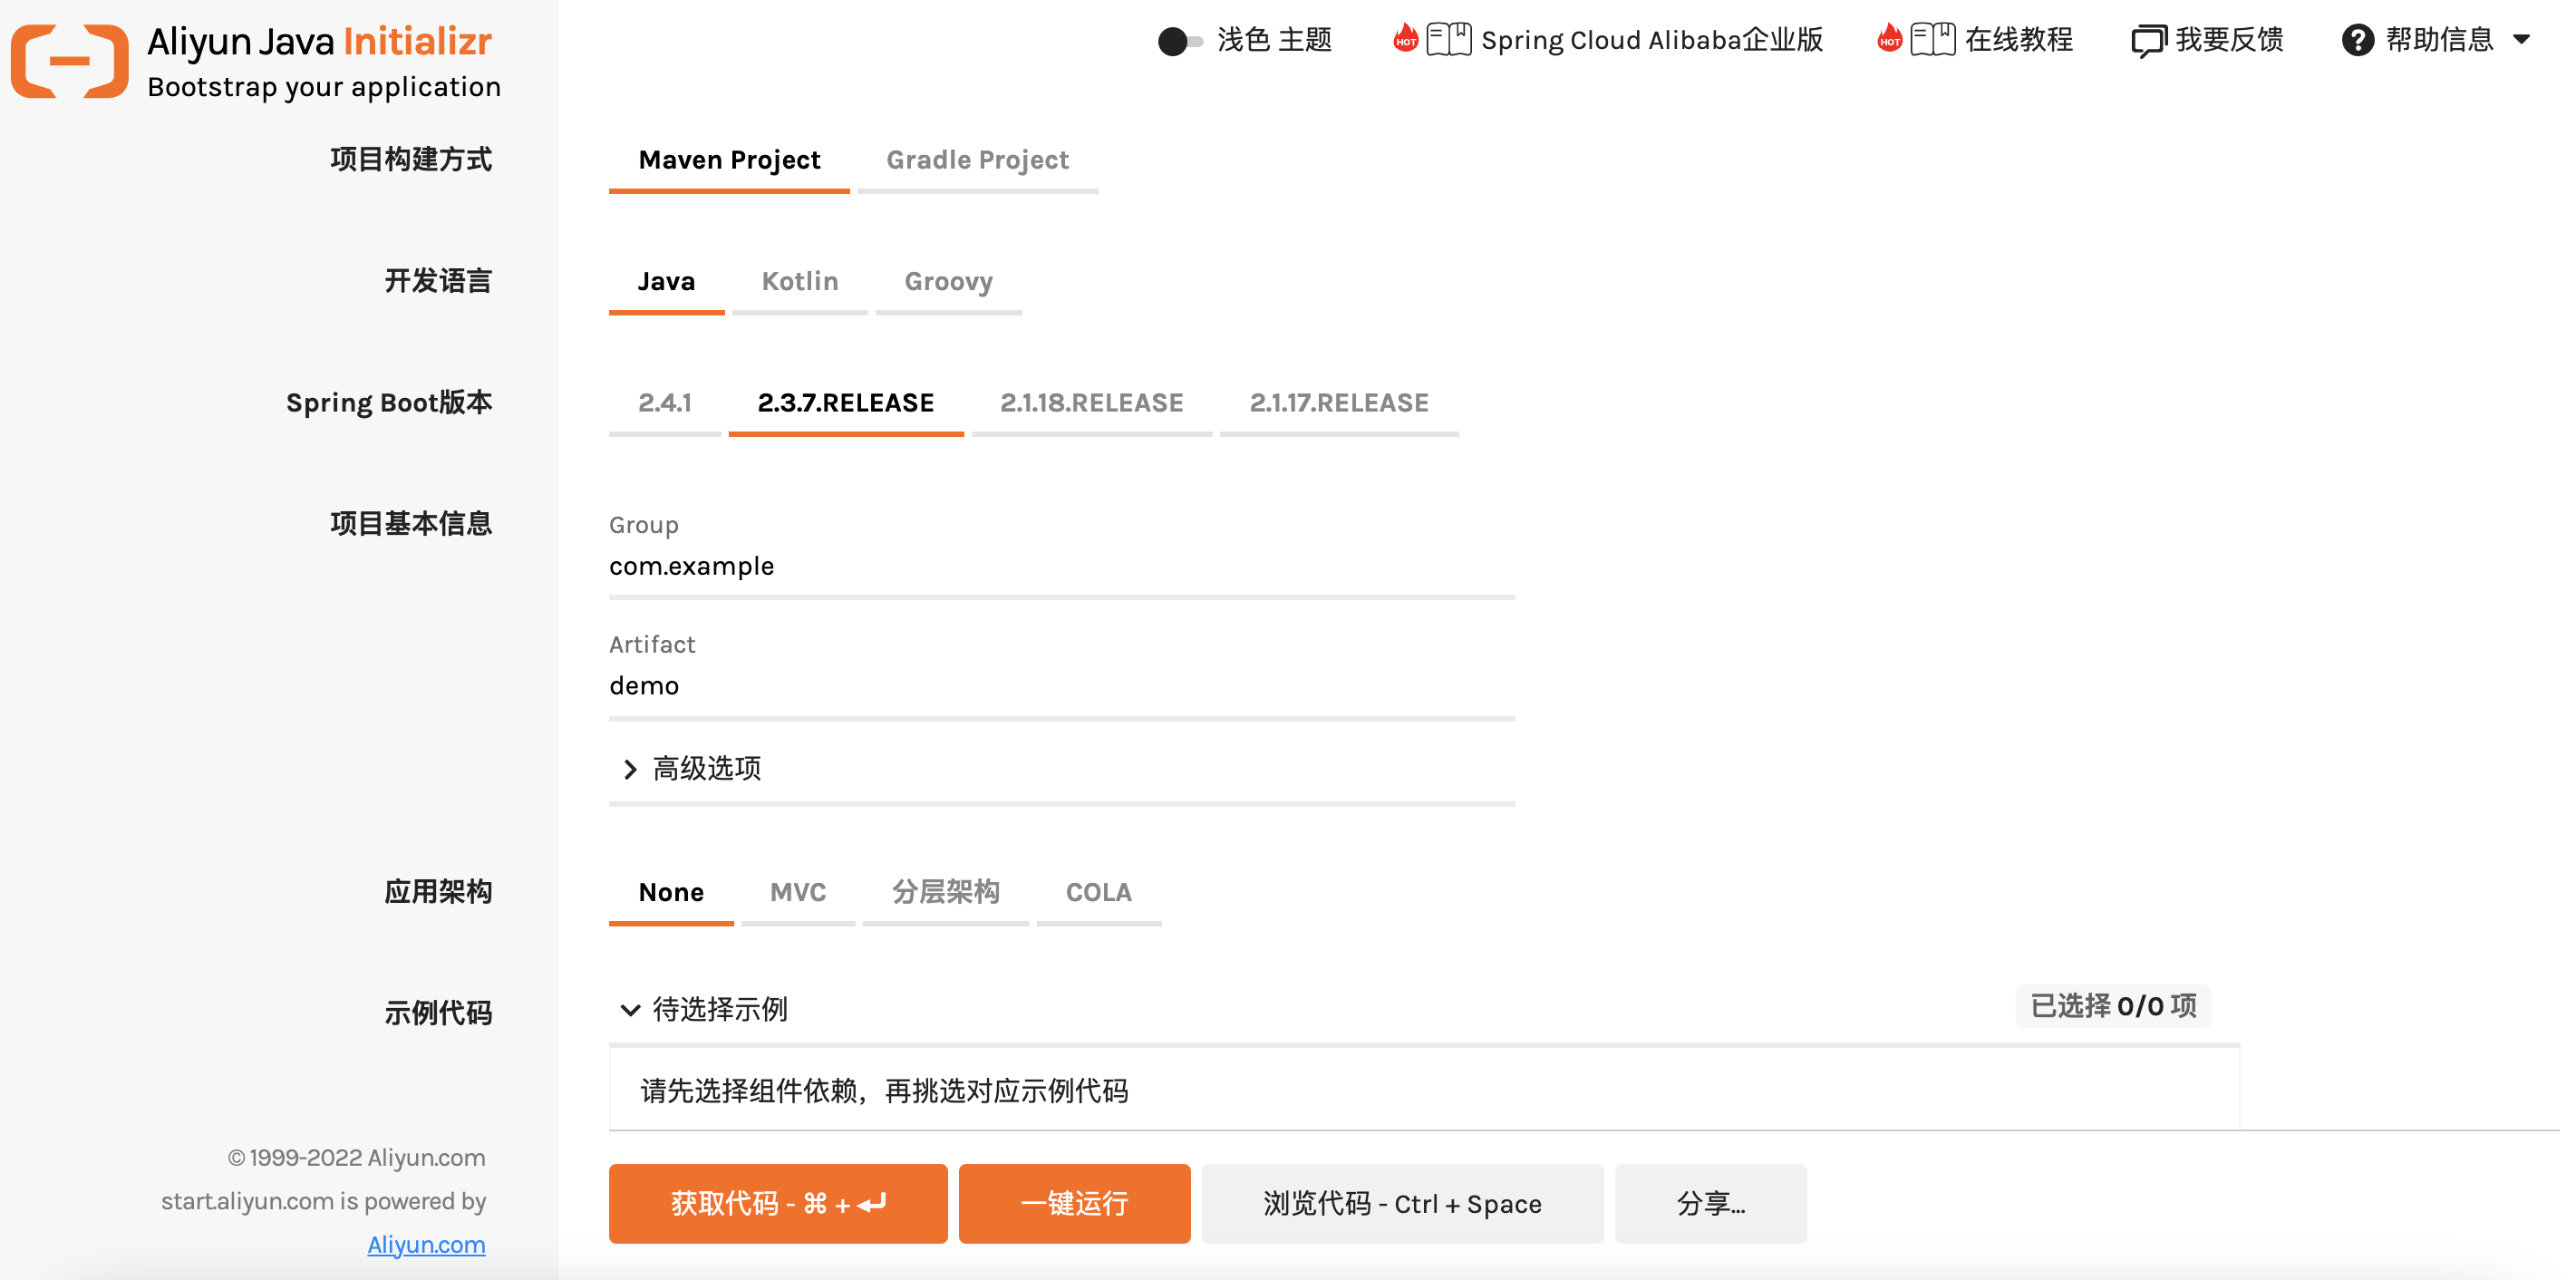 Aliyun Java Initializr
Bootstrap your application
浅色 主题
HOT Spring Cloud Alibaba企业版
HOT 在线教程
我要反馈
? 帮助信息
项目构建方式
Maven Project Gradle Project
开发语言
Java Kotlin Groovy
Spring Boot版本
2.4.1 2.3.7.RELEASE 2.1.18.RELEASE 2.1.17.RELEASE
项目基本信息
Group
com.example
Artifact
demo
高级选项
应用架构
None MVC 分层架构 COLA
示例代码
待选择示例
已选择 0/0 项
请先选择组件依赖，再挑选对应示例代码
© 1999-2022 Aliyun.com
start.aliyun.com is powered by
Aliyun.com
获取代码 - ⌘ + ↵
一键运行
浏览代码 - Ctrl + Space
分享...